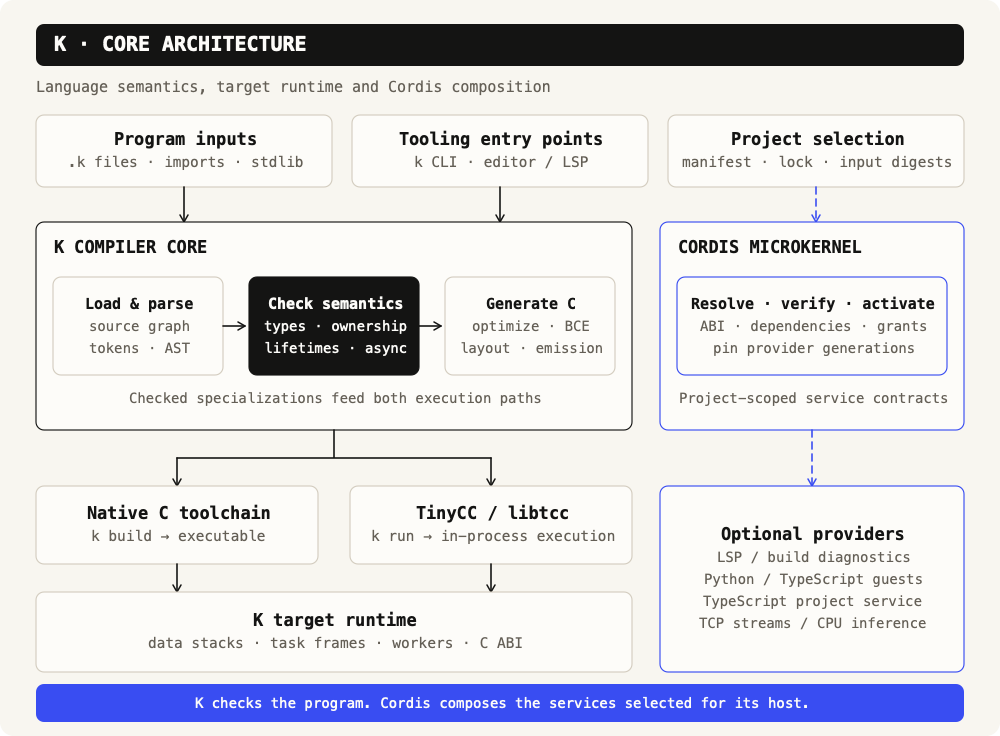 K · CORE ARCHITECTURE
Language semantics, target runtime and Cordis composition
Program inputs
.k files · imports · stdlib
Tooling entry points
k CLI · editor / LSP
Project selection
manifest · lock · input digests
K COMPILER CORE
Load & parse
source graph
tokens · AST
Check semantics
types · ownership
lifetimes · async
Generate C
optimize · BCE
layout · emission
Checked specializations feed both execution paths
CORDIS MICROKERNEL
Resolve · verify · activate
ABI · dependencies · grants
pin provider generations
Project-scoped service contracts
Native C toolchain
k build → executable
TinyCC / libtcc
k run → in-process execution
K target runtime
data stacks · task frames · workers · C ABI
Optional providers
LSP / build diagnostics
Python / TypeScript guests
TypeScript project service
TCP streams / CPU inference
K checks the program. Cordis composes the services selected for its host.